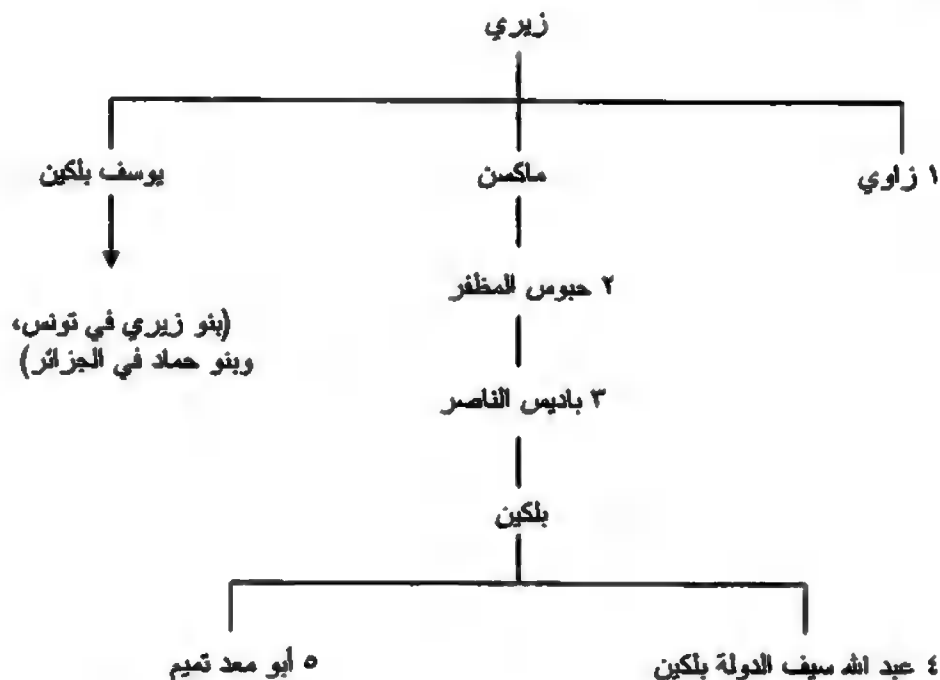 زيري
١ زاوي
ماكسن
يوسف بلكين
٢ حبوس المظفر
(بنو زيري في تونس،
وبنو حماد في الجزائر)
٣ باديس الناصر
بلكين
٤ عبد الله سيف الدولة بلكين
٥ أبو معد تميم